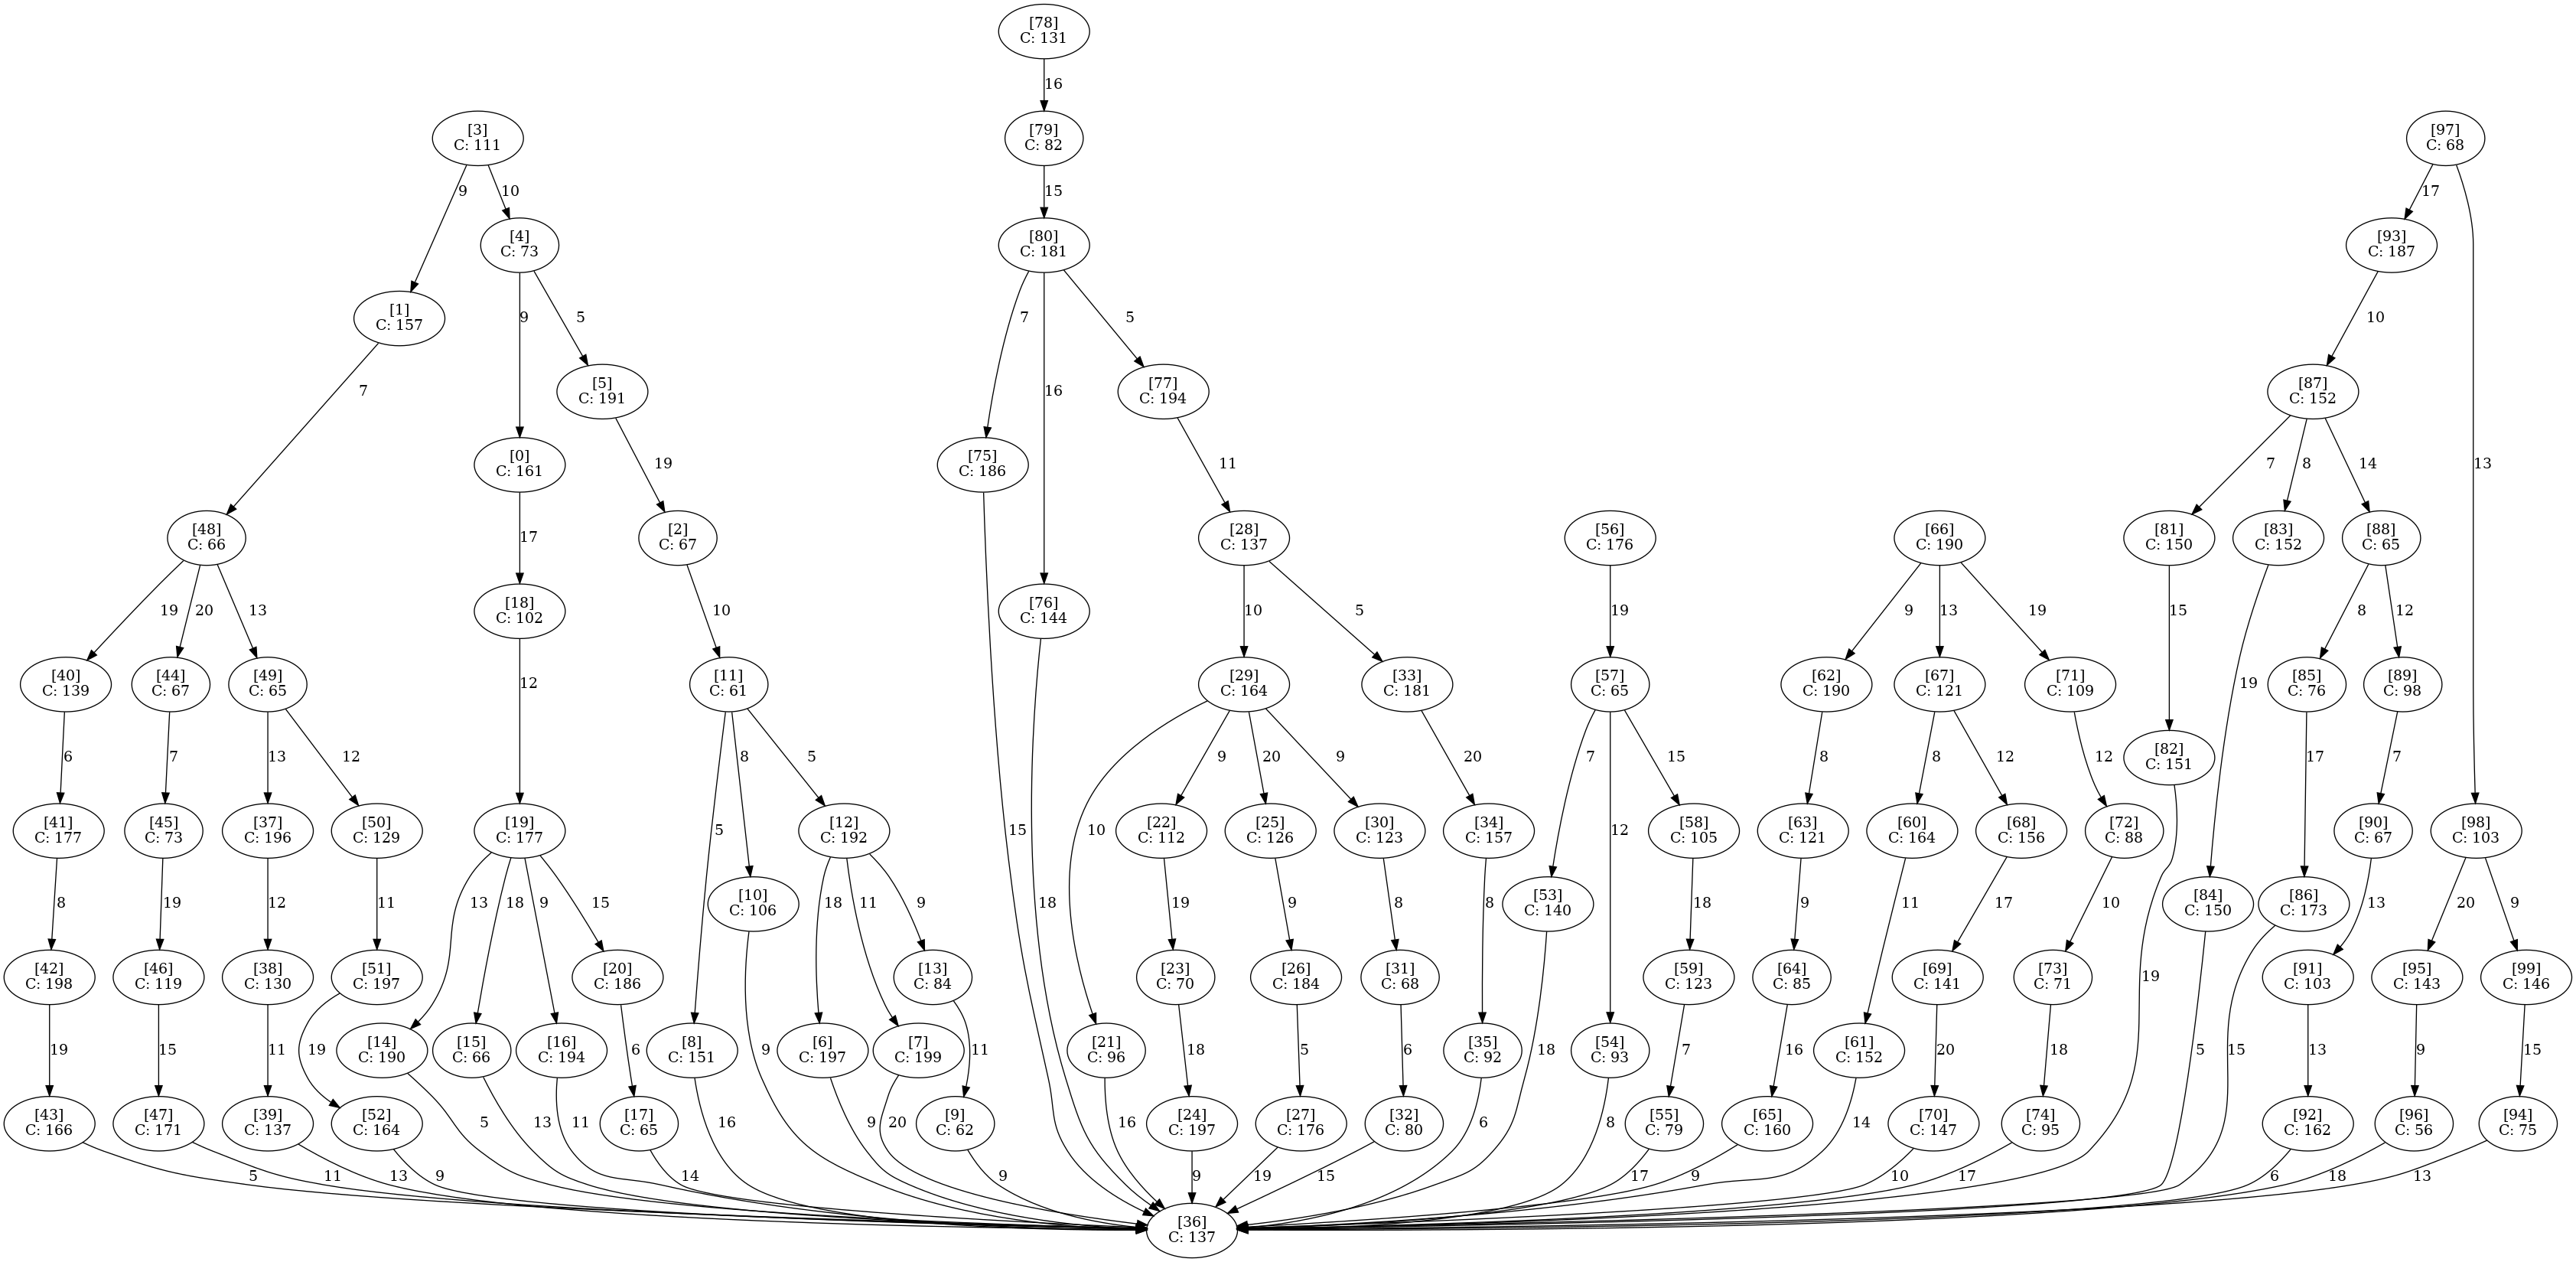 [78]
C: 131
16
[3]
C: 111
[79]
C: 82
[97]
C: 68
9
10
15
17
[4]
C: 73
[80]
C: 181
[93]
C: 187
[1]
C: 157
9
5
7
5
10
7
[5]
C: 191
16
[77]
C: 194
[87]
C: 152
[0]
C: 161
19
[75]
C: 186
11
7
8
14
13
[48]
C: 66
17
[2]
C: 67
[28]
C: 137
[56]
C: 176
[66]
C: 190
[81]
C: 150
[83]
C: 152
[88]
C: 65
19
20
13
[18]
C: 102
10
[76]
C: 144
10
5
19
9
13
19
15
8
12
[40]
C: 139
[44]
C: 67
[49]
C: 65
12
[11]
C: 61
[29]
C: 164
[33]
C: 181
[57]
C: 65
[62]
C: 190
[67]
C: 121
[71]
C: 109
19
[85]
C: 76
[89]
C: 98
6
7
13
12
8
5
9
20
9
20
7
15
8
8
12
12
[82]
C: 151
17
7
[41]
C: 177
[45]
C: 73
[37]
C: 196
[50]
C: 129
[19]
C: 177
5
[12]
C: 192
15
10
[22]
C: 112
[25]
C: 126
[30]
C: 123
[34]
C: 157
12
[58]
C: 105
[63]
C: 121
[60]
C: 164
[68]
C: 156
[72]
C: 88
[90]
C: 67
[98]
C: 103
8
19
12
11
13
18
9
15
[10]
C: 106
18
11
9
18
19
9
8
8
[53]
C: 140
18
9
11
17
10
[84]
C: 150
[86]
C: 173
13
20
9
[42]
C: 198
[46]
C: 119
[38]
C: 130
[51]
C: 197
[20]
C: 186
[13]
C: 84
[23]
C: 70
[26]
C: 184
[31]
C: 68
[59]
C: 123
[64]
C: 85
[69]
C: 141
[73]
C: 71
19
[91]
C: 103
[95]
C: 143
[99]
C: 146
19
15
11
19
[14]
C: 190
[15]
C: 66
[16]
C: 194
6
[8]
C: 151
9
[6]
C: 197
[7]
C: 199
11
[21]
C: 96
18
5
6
[35]
C: 92
18
[54]
C: 93
7
16
[61]
C: 152
20
18
5
15
13
9
15
[43]
C: 166
[47]
C: 171
[39]
C: 137
[52]
C: 164
5
13
11
[17]
C: 65
16
9
20
[9]
C: 62
16
[24]
C: 197
[27]
C: 176
[32]
C: 80
6
8
[55]
C: 79
[65]
C: 160
14
[70]
C: 147
[74]
C: 95
[92]
C: 162
[96]
C: 56
[94]
C: 75
5
11
13
9
14
9
9
19
15
17
9
10
17
6
18
13
[36]
C: 137